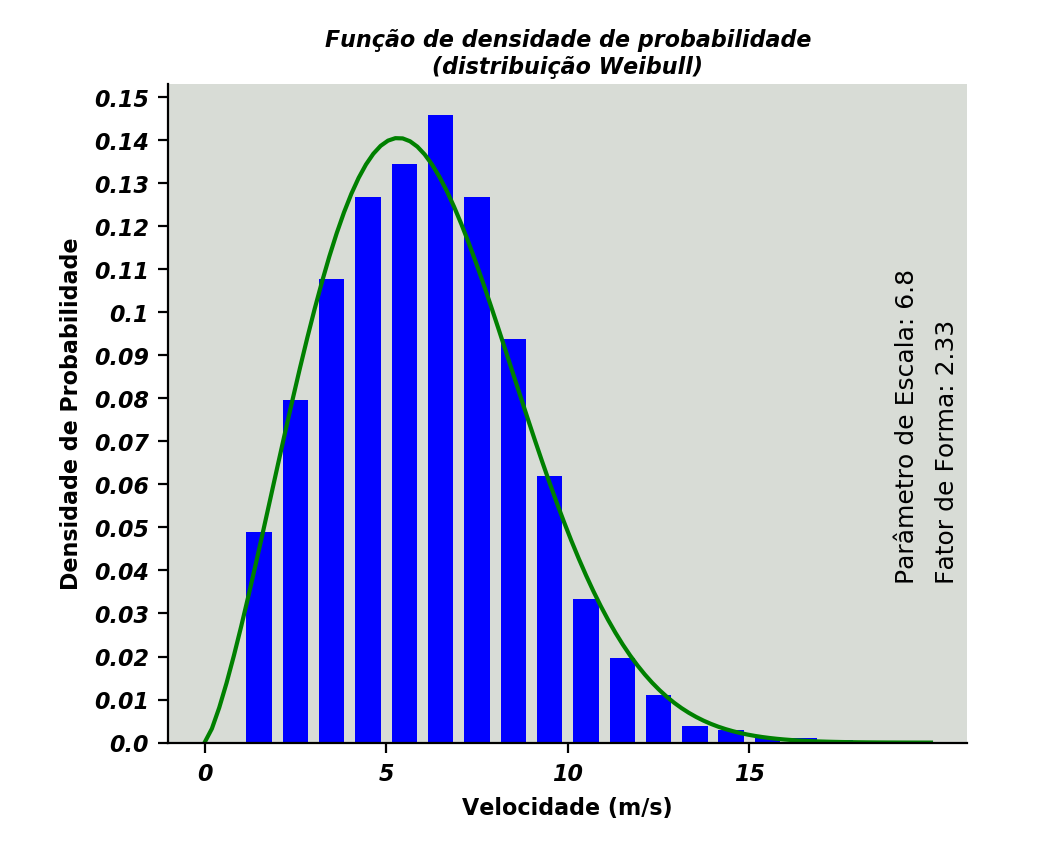 Função de densidade de probabilidade
(distribuição Weibull)
0.15
0.14
0.13
0.12
0.11
0.1
0.09
0.08
0.07
0.06
0.05
0.04
0.03
0.02
0.01
0.0
Densidade de Probabilidade
Parâmetro de Escala: 6.8
Fator de Forma: 2.33
0 5 10 15
Velocidade (m/s)